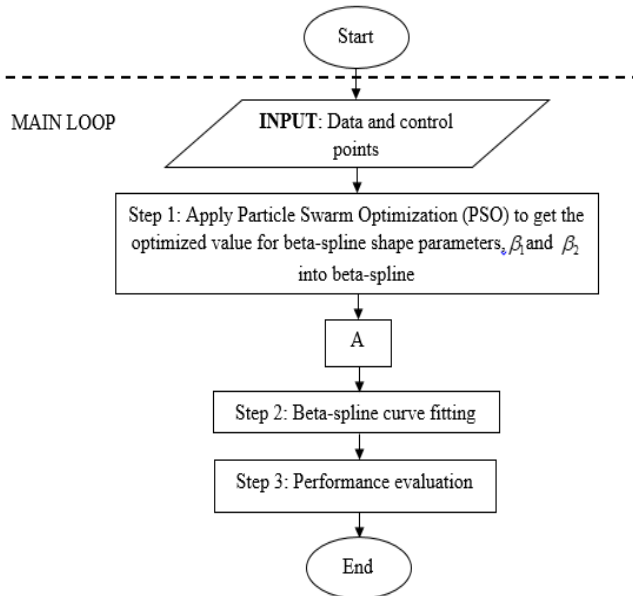 Start
MAIN LOOP
INPUT: Data and control
points
Step 1: Apply Particle Swarm Optimization (PSO) to get the
optimized value for beta-spline shape parameters, β₁ and β₂
into beta-spline
A
Step 2: Beta-spline curve fitting
Step 3: Performance evaluation
End